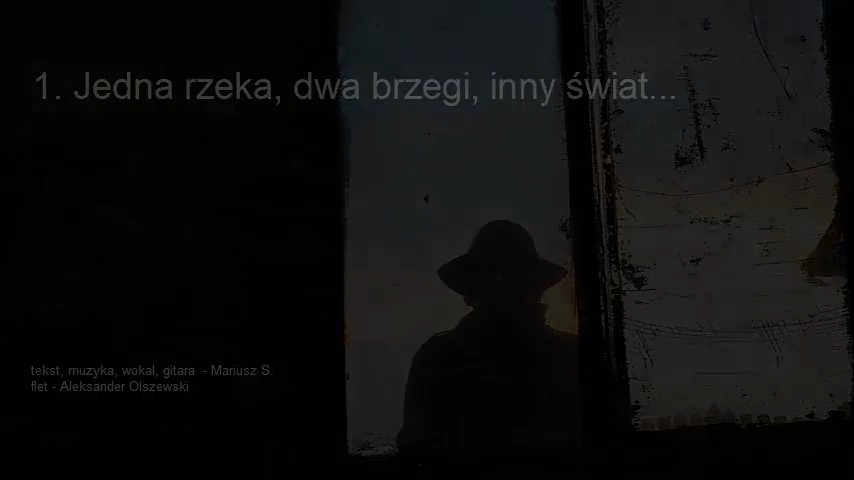 1. Jedna rzeka, dwa brzegi, inny świat...
tekst, muzyka, wokal, gitara - Mariusz S.
flet - Aleksander Olszewski